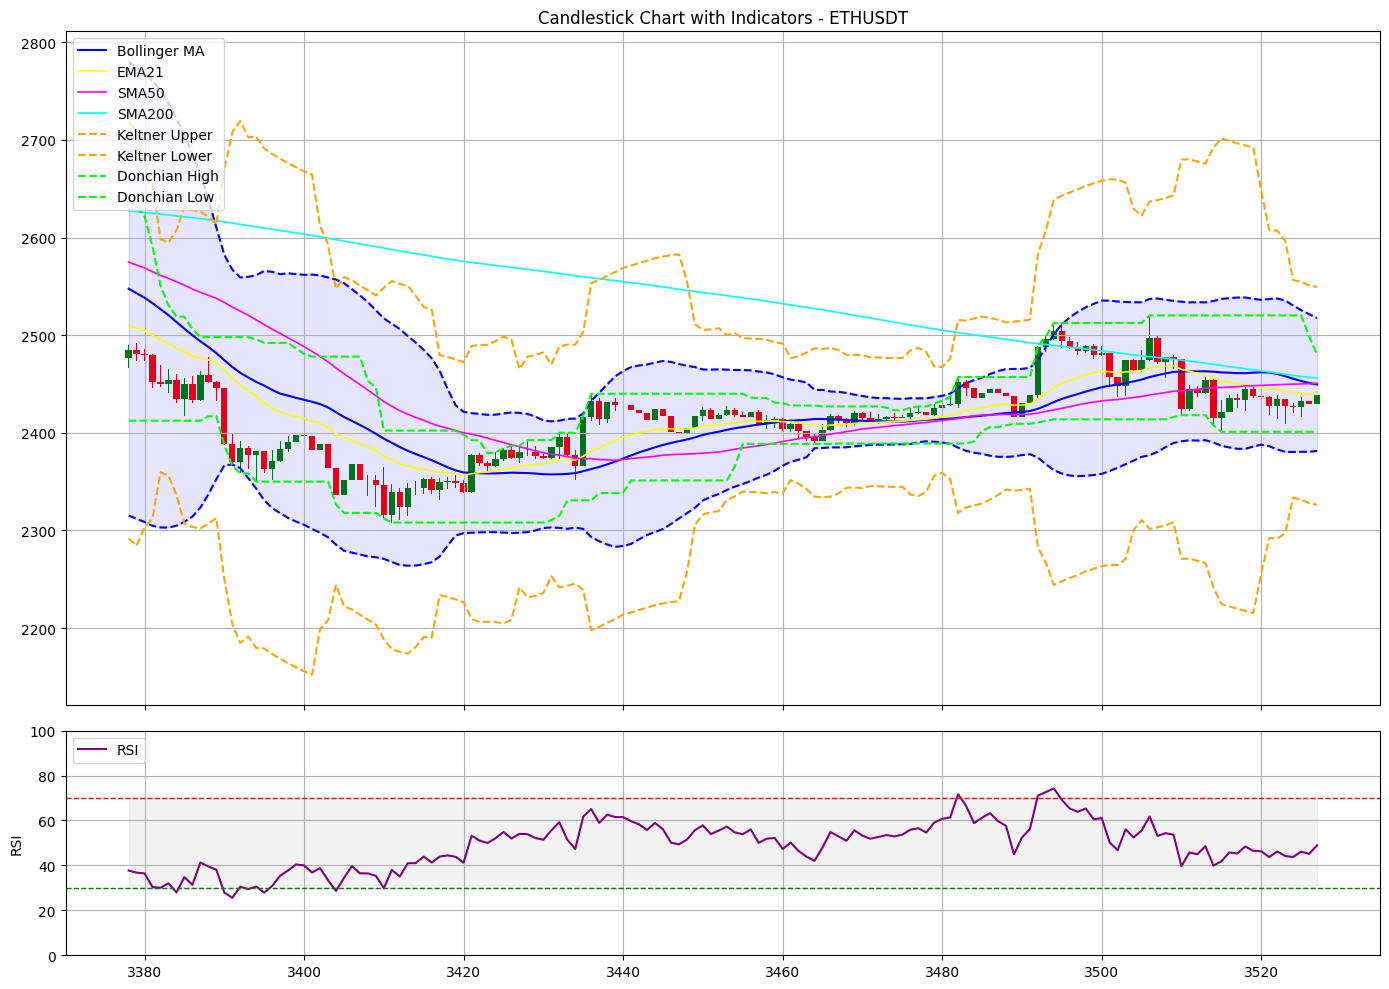 Candlestick Chart with Indicators - ETHUSDT
2800
2700
2600
2500
2400
2300
2200
Bollinger MA
EMA21
SMA50
SMA200
Keltner Upper
Keltner Lower
Donchian High
Donchian Low
RSI
100
80
60
40
20
0
RSI
3380
3400
3420
3440
3460
3480
3500
3520